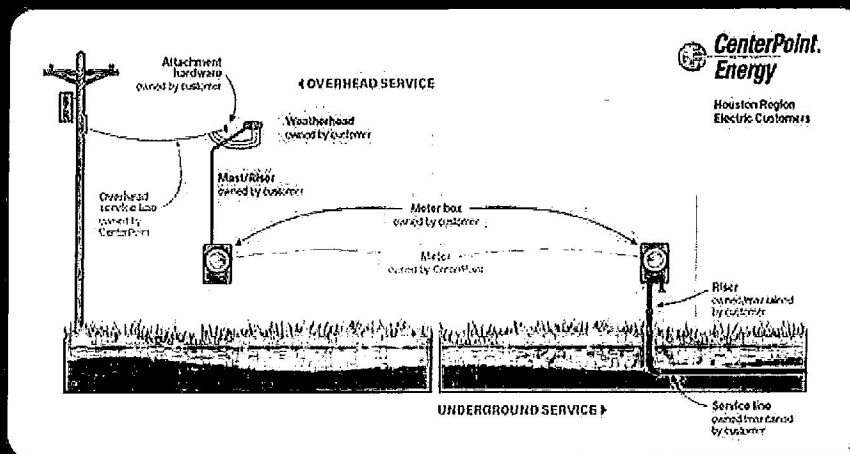 CenterPoint.
Energy
Houston Region
Electric Customers
Attachment
hardware
owned by customer
OVERHEAD SERVICE
Weatherhead
owned by customer
Mast/Riser
owned by customer
Overhead
service line
owned by
CenterPoint
Meter box
owned by customer
Meter
owned by CenterPoint
Riser
owned/maintained
by customer
UNDERGROUND SERVICE
Service line
owned/maintained
by customer